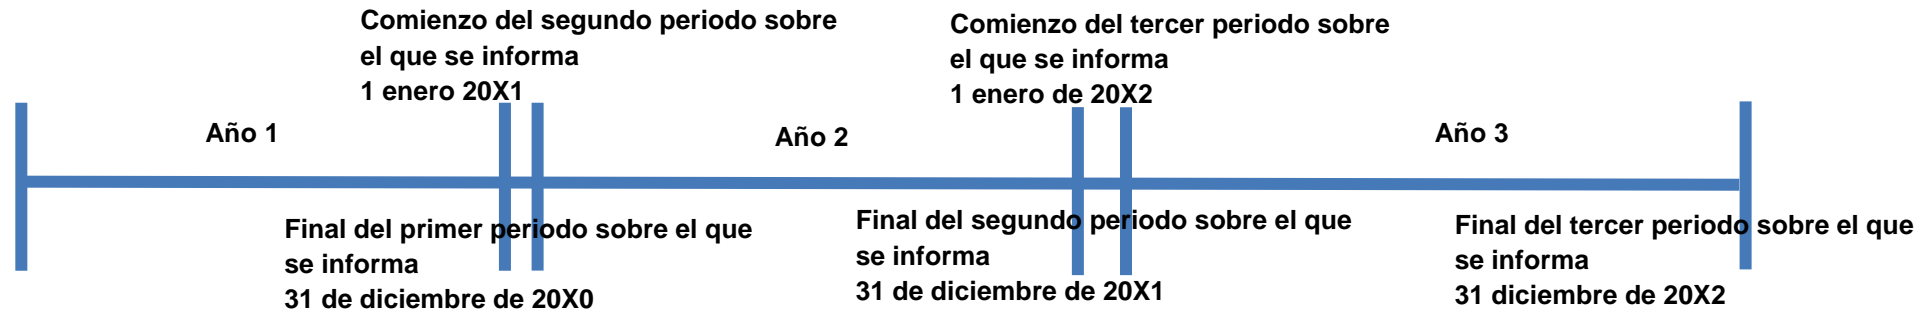 Comienzo del segundo periodo sobre
el que se informa
1 enero 20X1
Comienzo del tercer periodo sobre
el que se informa
1 enero de 20X2
Año 1
Año 2
Año 3
Final del primer periodo sobre el que
se informa
31 de diciembre de 20X0
Final del segundo periodo sobre el que
se informa
31 de diciembre de 20X1
Final del tercer periodo sobre el que
se informa
31 diciembre de 20X2